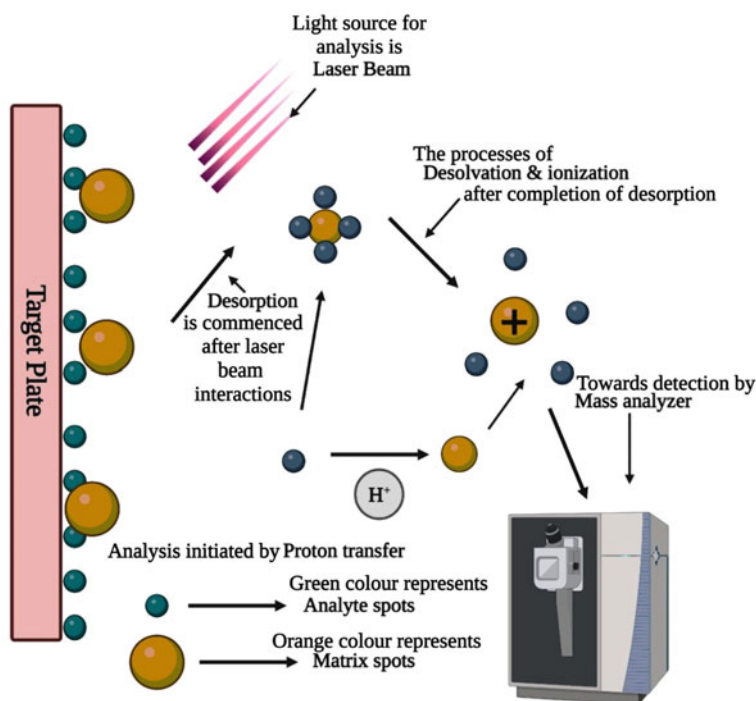 Light source for
analysis is
Laser Beam
The processes of
Desolvation & ionization
after completion of desorption
Target Plate
Desorption
is commenced
after laser
beam
interactions
Towards detection by
Mass analyzer
+
H⁺
Analysis initiated by Proton transfer
Green colour represents
Analyte spots
Orange colour represents
Matrix spots